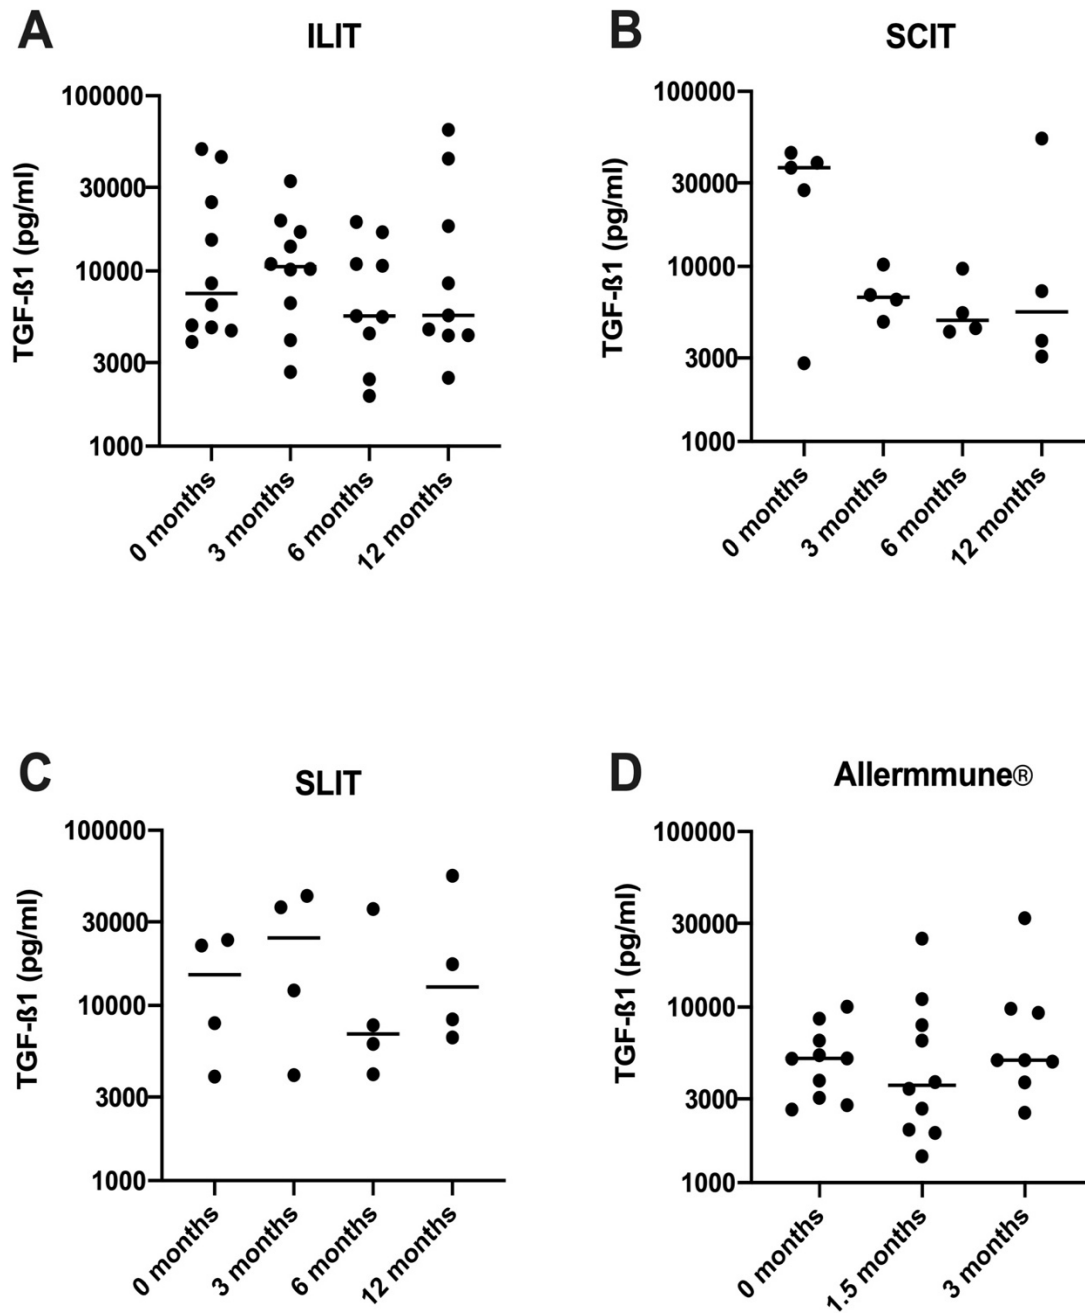 A
ILIT
TGF-ß1 (pg/ml)
100000
30000
10000
3000
1000
0 months
3 months
6 months
12 months
B
SCIT
TGF-ß1 (pg/ml)
100000
30000
10000
3000
1000
0 months
3 months
6 months
12 months
C
SLIT
TGF-ß1 (pg/ml)
100000
30000
10000
3000
1000
0 months
3 months
6 months
12 months
D
Allermmune®
TGF-ß1 (pg/ml)
100000
30000
10000
3000
1000
0 months
1.5 months
3 months